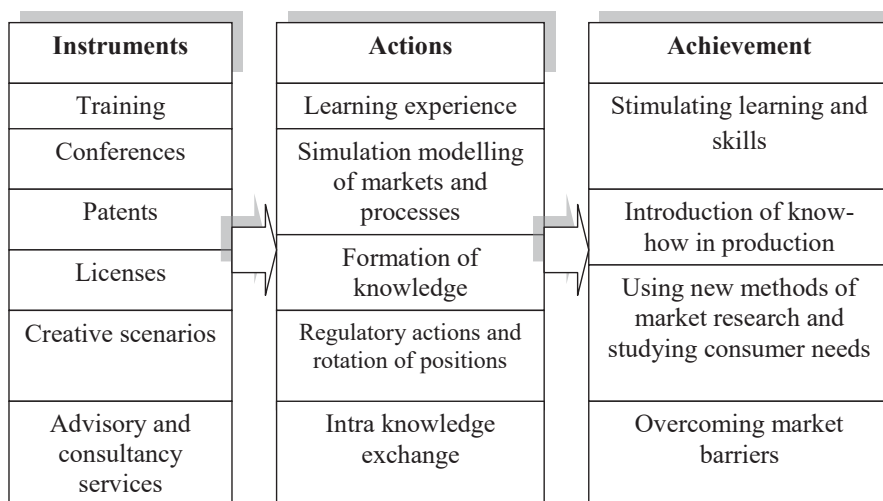 Instruments
Training
Conferences
Patents
Licenses
Creative scenarios
Advisory and
consultancy
services
Actions
Learning experience
Simulation modelling
of markets and
processes
Formation of
knowledge
Regulatory actions and
rotation of positions
Intra knowledge
exchange
Achievement
Stimulating learning and
skills
Introduction of know-
how in production
Using new methods of
market research and
studying consumer needs
Overcoming market
barriers